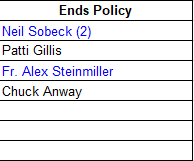 Ends Policy
Neil Sobeck (2)
Patti Gillis
Fr. Alex Steinmiller
Chuck Anway